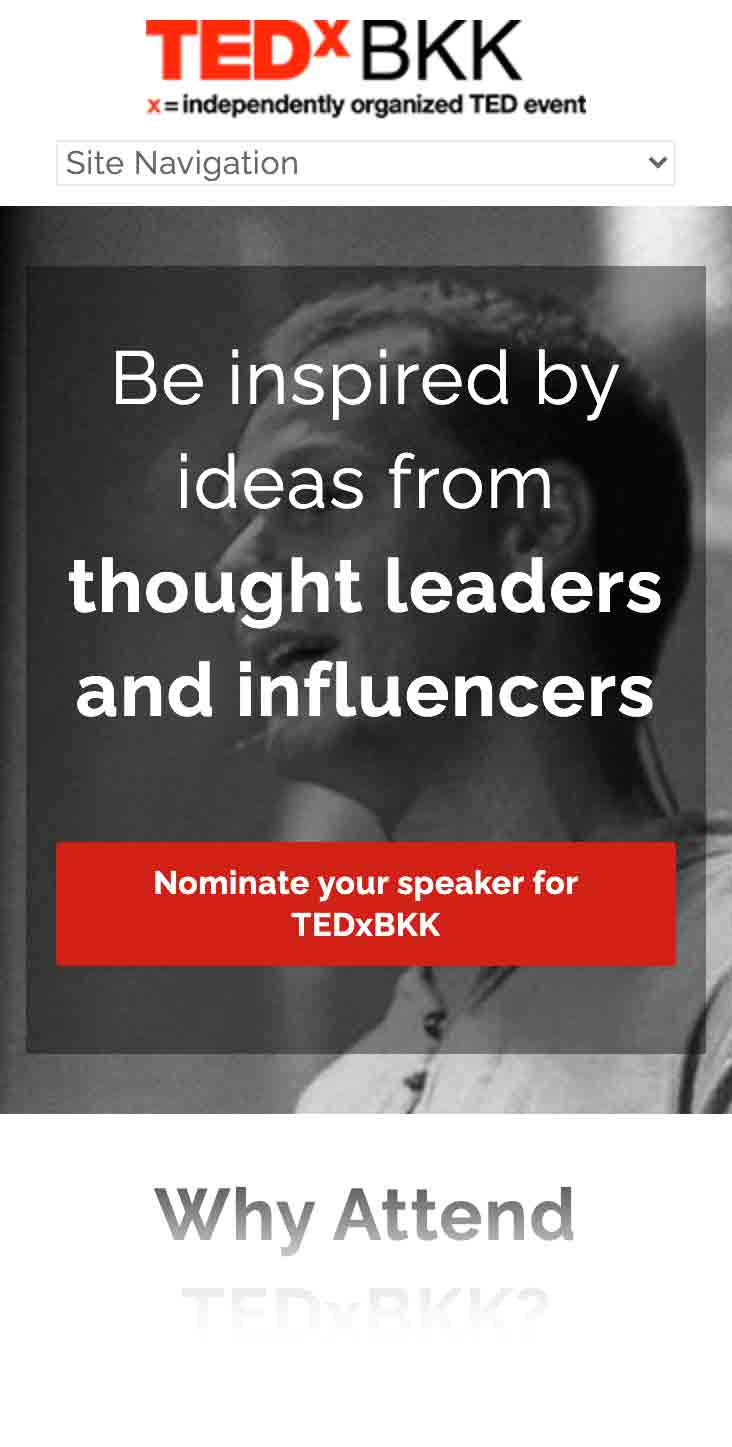 TEDxBKK
x=independently organized TED event
Site Navigation
Be inspired by
ideas from
thought leaders
and influencers
Nominate your speaker for
TEDxBKK
Why Attend
TEDxBKK?